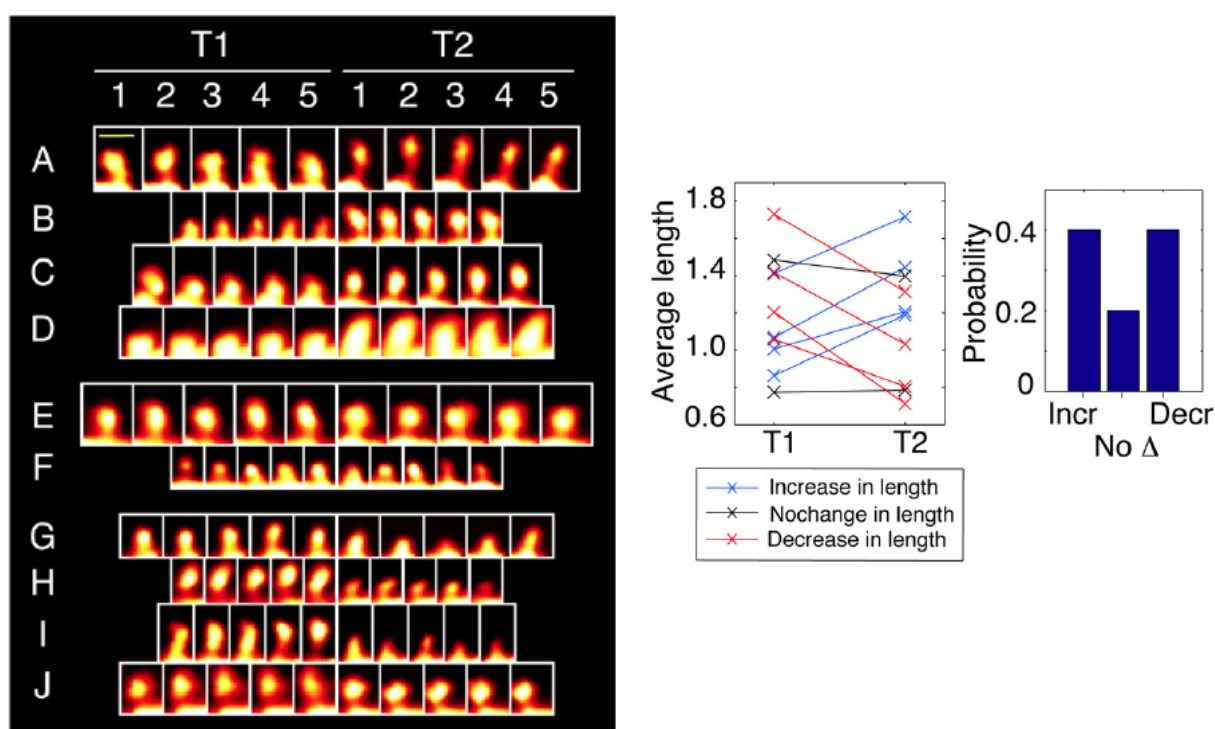 T1 T2
1 2 3 4 5 1 2 3 4 5
A
B
C
D
E
F
G
H
I
J
Average length
1.8
1.4
1.0
0.6
T1 T2
Increase in length
Nochange in length
Decrease in length
Probability
0.4
0.2
0
Incr Decr
No Δ